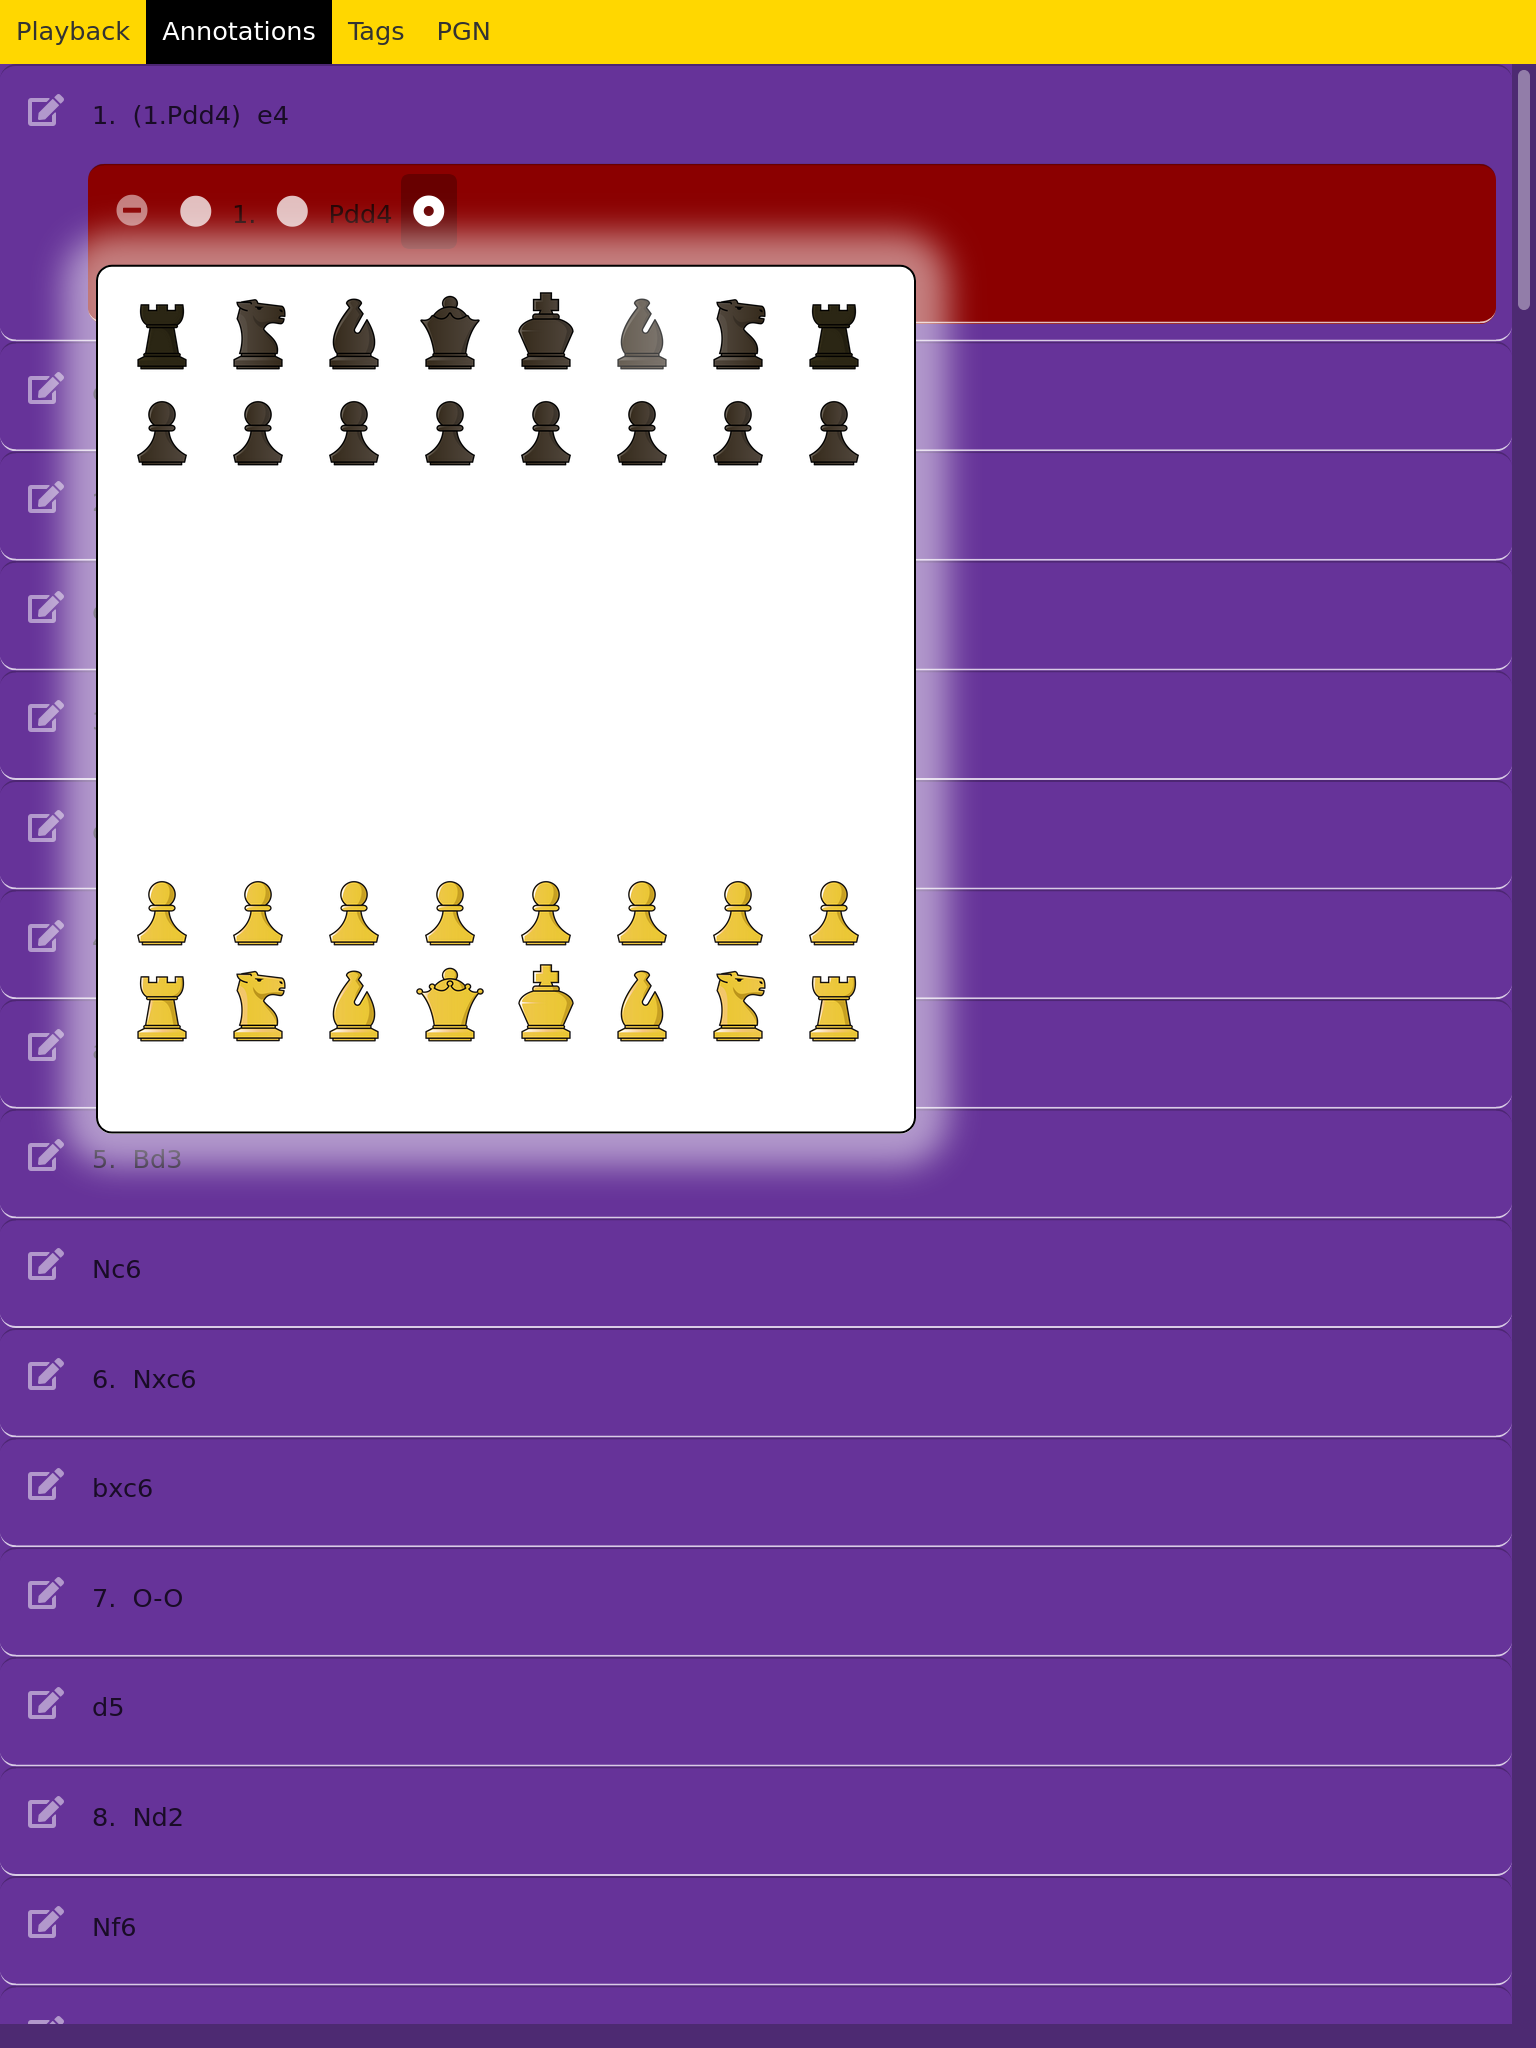 Playback Annotations Tags PGN
1. (1.Pdd4) e4
1. Pdd4
5. Bd3
Nc6
6. Nxc6
bxc6
7. O-O
d5
8. Nd2
Nf6